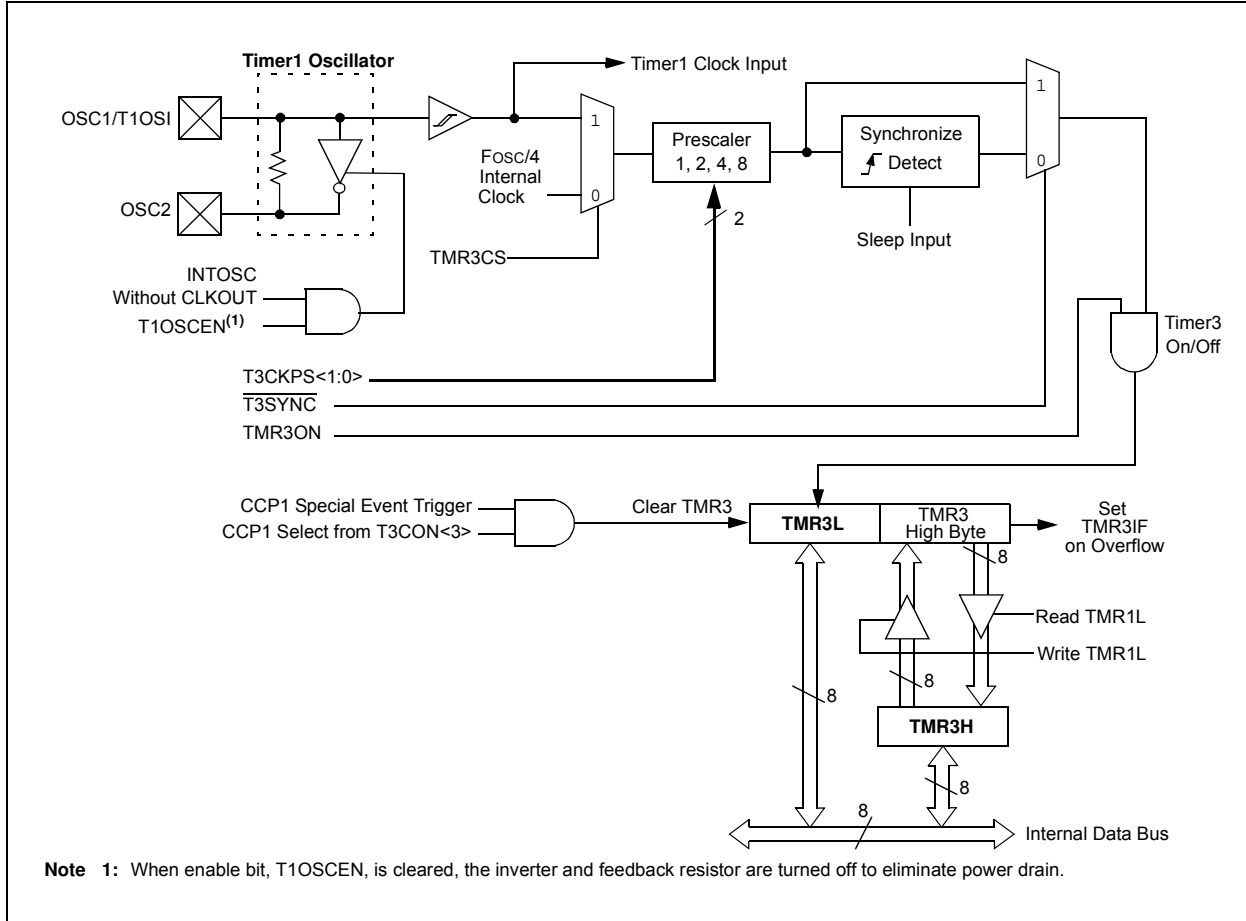 Timer1 Oscillator
Timer1 Clock Input
OSC1/T1OSI
1
1
Prescaler
1, 2, 4, 8
Synchronize
Detect
FOSC/4
Internal
Clock
0
0
OSC2
2
Sleep Input
TMR3CS
INTOSC
Without CLKOUT
T1OSCEN(1)
Timer3
On/Off
T3CKPS<1:0>
T3SYNC
TMR3ON
CCP1 Special Event Trigger
CCP1 Select from T3CON<3>
Clear TMR3
TMR3L
TMR3
High Byte
Set
TMR3IF
on Overflow
8
Read TMR1L
Write TMR1L
8
8
TMR3H
8
8
Internal Data Bus
Note 1: When enable bit, T1OSCEN, is cleared, the inverter and feedback resistor are turned off to eliminate power drain.